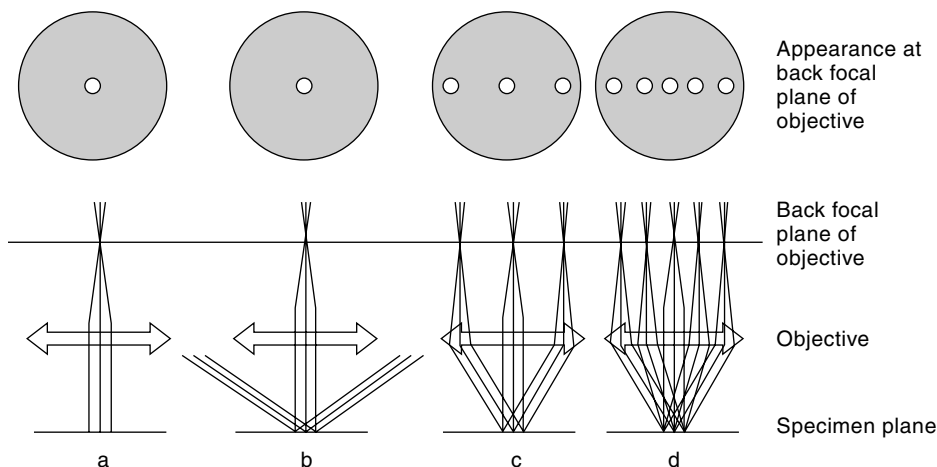 Appearance at
back focal
plane of
objective
Back focal
plane of
objective
Objective
Specimen plane
a
b
c
d